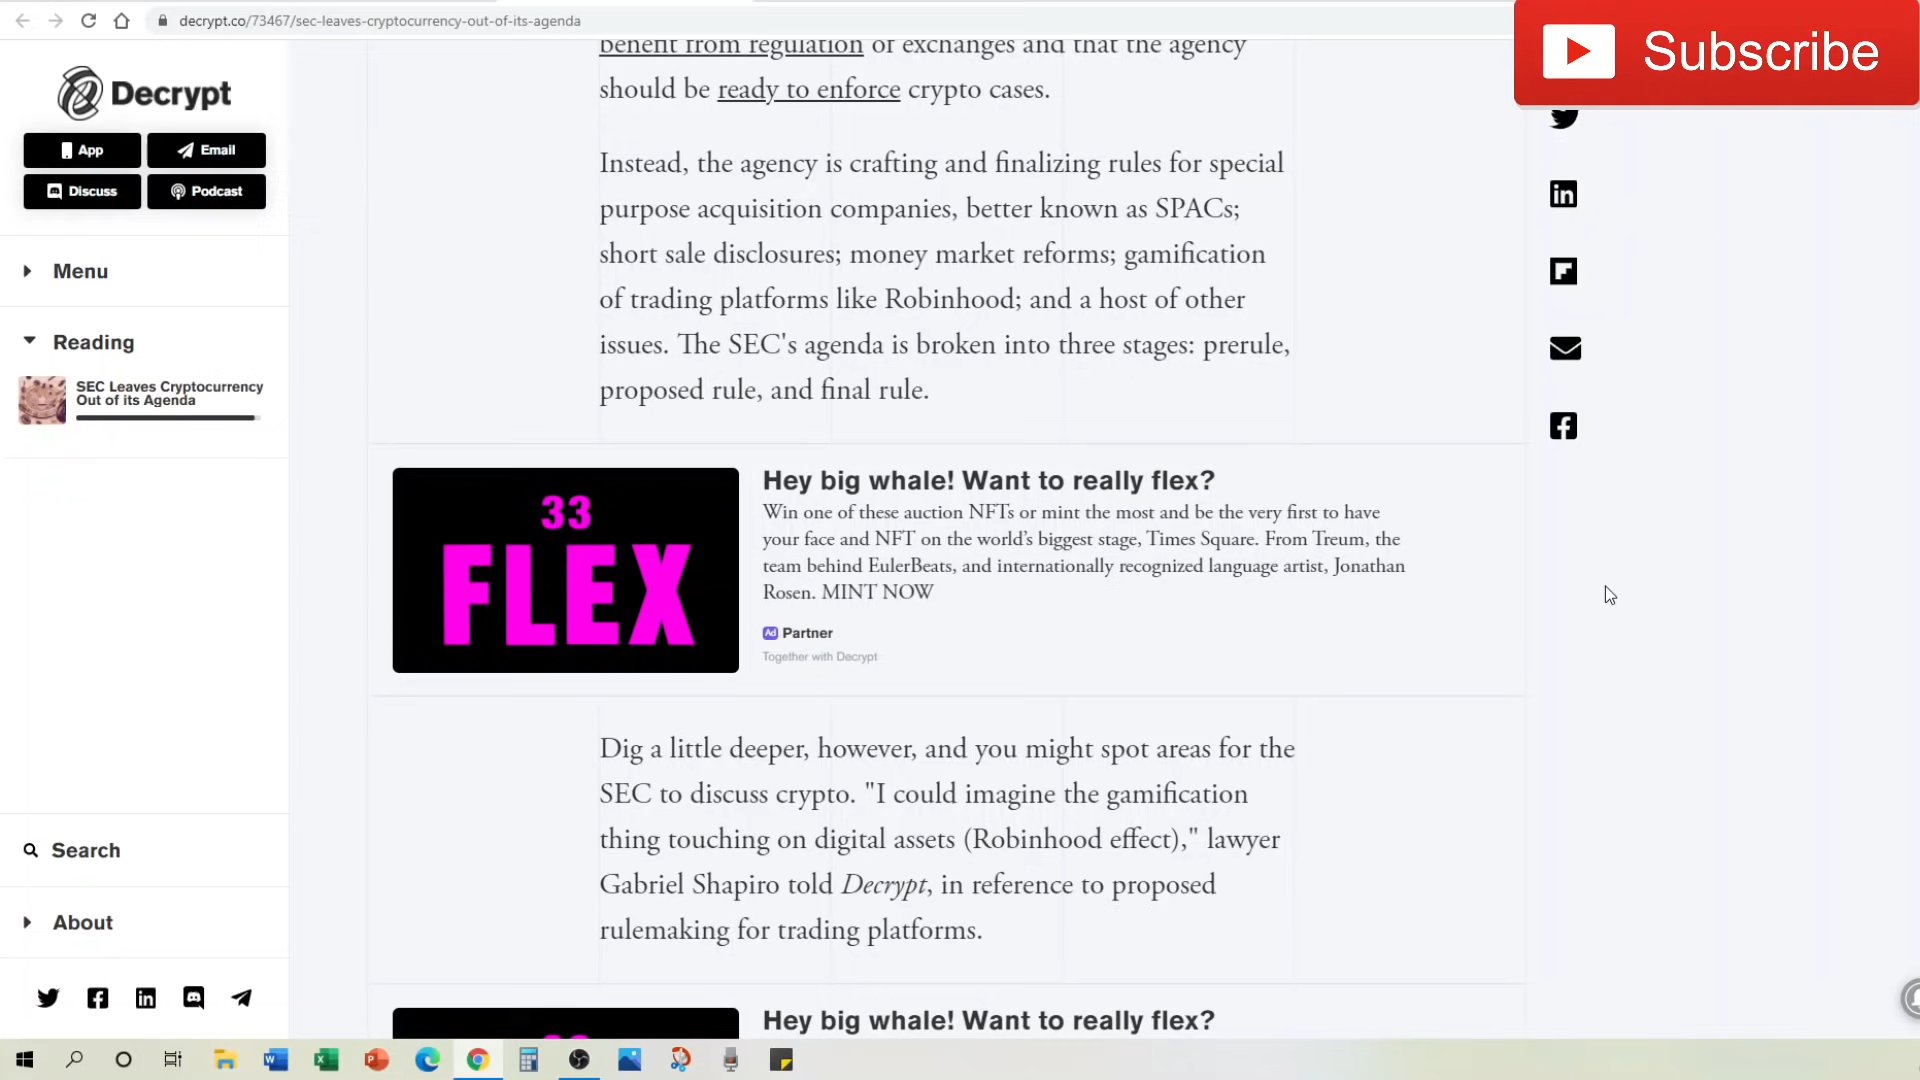 decrypt.co/73467/sec-leaves-cryptocurrency-out-of-its-agenda
Subscribe
Decrypt
App
Email
Discuss
Podcast
Menu
Reading
SEC Leaves Cryptocurrency
Out of its Agenda
Search
About
benefit from regulation of exchanges and that the agency
should be ready to enforce crypto cases.
Instead, the agency is crafting and finalizing rules for special
purpose acquisition companies, better known as SPACs;
short sale disclosures; money market reforms; gamification
of trading platforms like Robinhood; and a host of other
issues. The SEC's agenda is broken into three stages: prerule,
proposed rule, and final rule.
33
FLEX
Hey big whale! Want to really flex?
Win one of these auction NFTs or mint the most and be the very first to have
your face and NFT on the world's biggest stage, Times Square. From Treum, the
team behind EulerBeats, and internationally recognized language artist, Jonathan
Rosen. MINT NOW
Ad Partner
Together with Decrypt
Dig a little deeper, however, and you might spot areas for the
SEC to discuss crypto. "I could imagine the gamification
thing touching on digital assets (Robinhood effect)," lawyer
Gabriel Shapiro told Decrypt, in reference to proposed
rulemaking for trading platforms.
Hey big whale! Want to really flex?